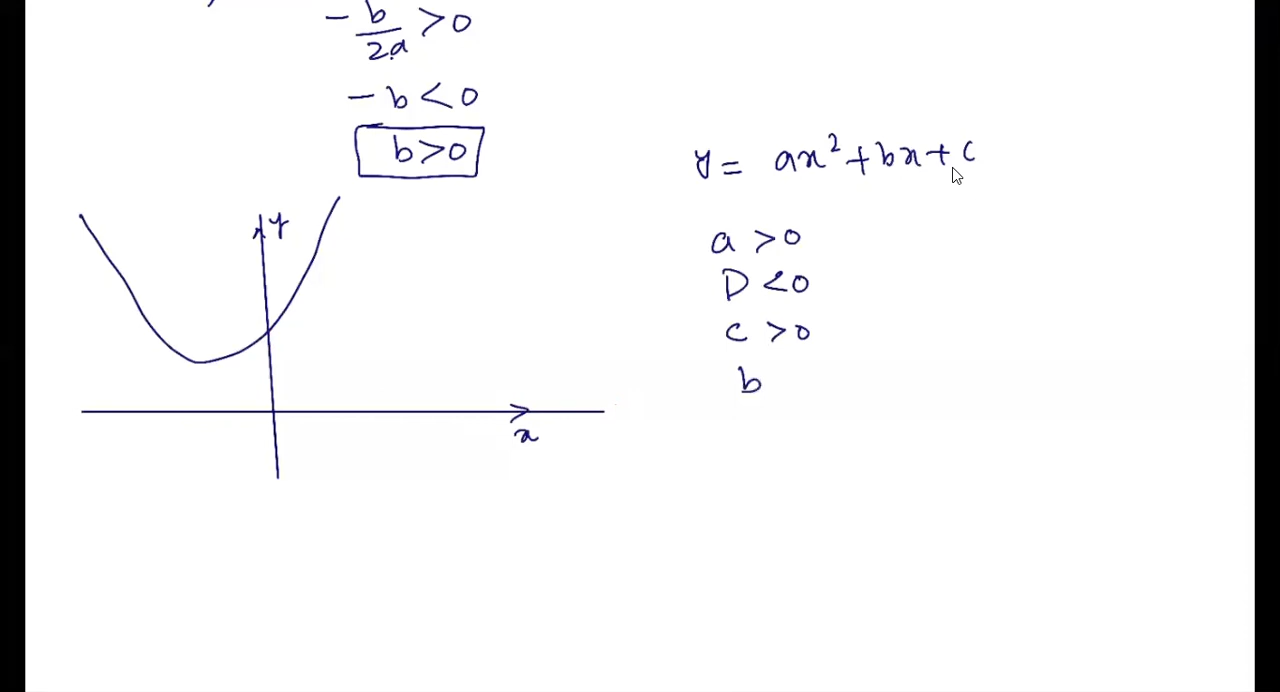 - b/2a > 0
- b < 0
b > 0
y = ax² + bx + c
y
a > 0
D < 0
c > 0
b
x